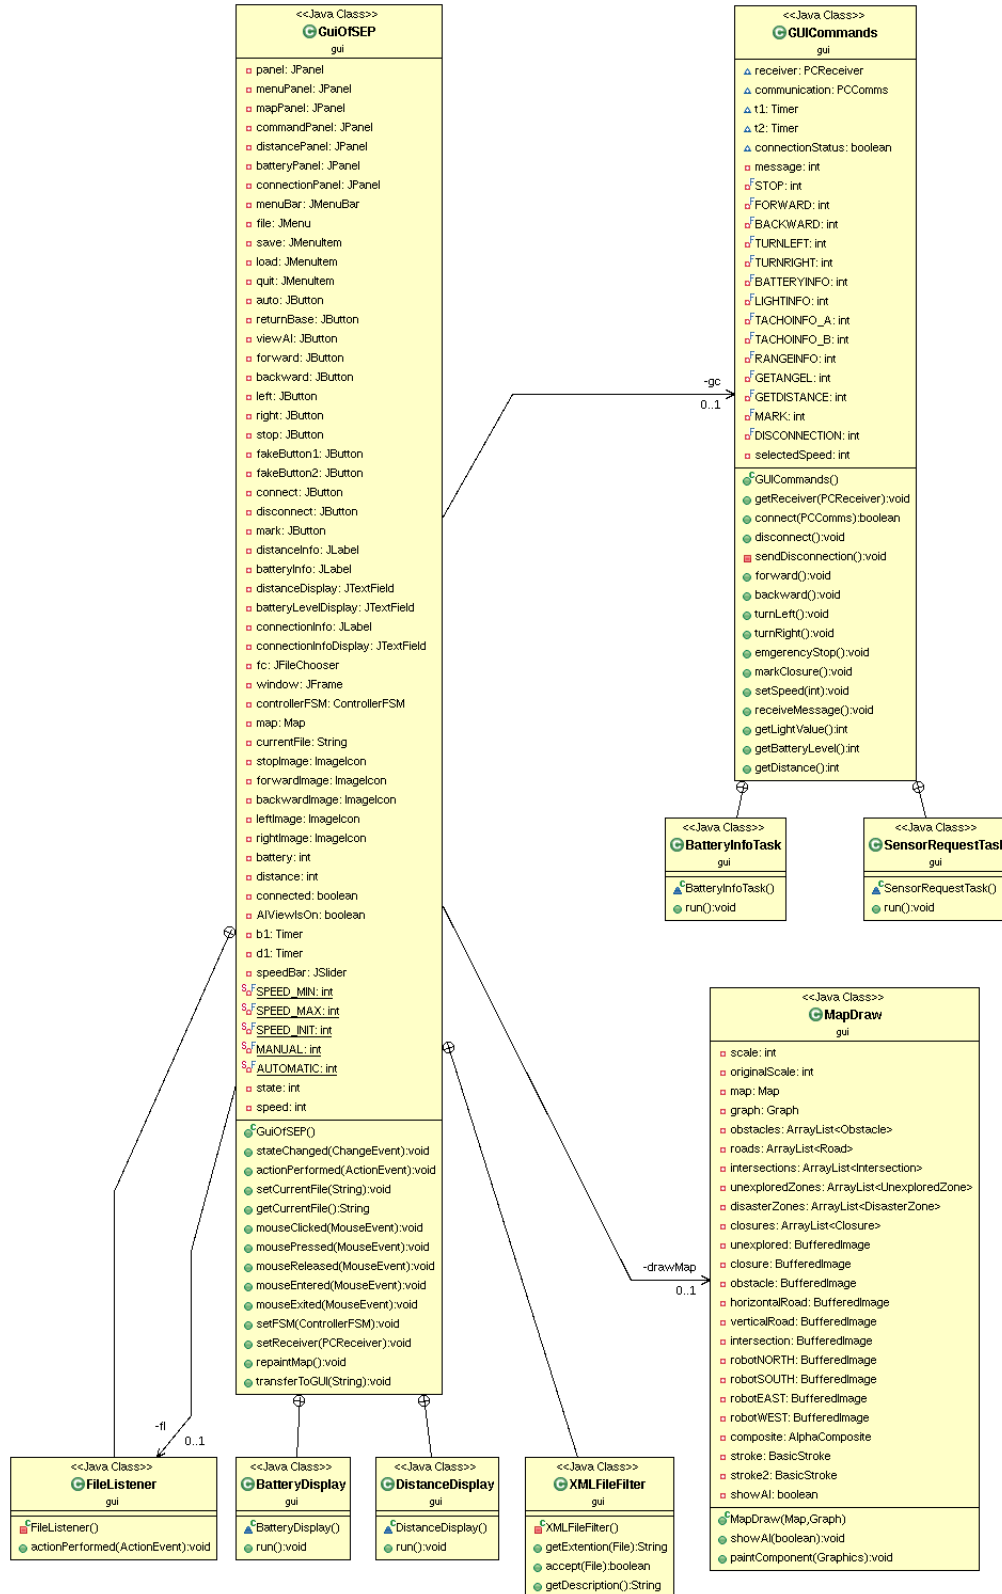 <<Java Class>>
GuiOfSEP
gui
panel: JPanel
menuPanel: JPanel
mapPanel: JPanel
commandPanel: JPanel
distancePanel: JPanel
batteryPanel: JPanel
connectionPanel: JPanel
menuBar: JMenuBar
file: JMenu
save: JMenuItem
load: JMenuItem
quit: JMenuItem
auto: JButton
returnBase: JButton
viewAI: JButton
forward: JButton
backward: JButton
left: JButton
right: JButton
stop: JButton
fakeButton1: JButton
fakeButton2: JButton
connect: JButton
disconnect: JButton
mark: JButton
distanceInfo: JLabel
batteryInfo: JLabel
distanceDisplay: JTextField
batteryLevelDisplay: JTextField
connectionInfo: JLabel
connectionInfoDisplay: JTextField
fc: JFileChooser
window: JFrame
controllerFSM: ControllerFSM
map: Map
currentFile: String
stopImage: ImageIcon
forwardImage: ImageIcon
backwardImage: ImageIcon
leftImage: ImageIcon
rightImage: ImageIcon
battery: int
distance: int
connected: boolean
AIViewIsOn: boolean
b1: Timer
d1: Timer
speedBar: JSlider
S F SPEED_MIN: int
S F SPEED_MAX: int
S F SPEED_INIT: int
S F MANUAL: int
S F AUTOMATIC: int
state: int
speed: int
GuiOfSEP()
stateChanged(ChangeEvent):void
actionPerformed(ActionEvent):void
setCurrentFile(String):void
getCurrentFile():String
mouseClicked(MouseEvent):void
mousePressed(MouseEvent):void
mouseReleased(MouseEvent):void
mouseEntered(MouseEvent):void
mouseExited(MouseEvent):void
setFSM(ControllerFSM):void
setReceiver(PCReceiver):void
repaintMap():void
transferToGUI(String):void
<<Java Class>>
GUICommands
gui
receiver: PCReceiver
communication: PCComms
t1: Timer
t2: Timer
connectionStatus: boolean
message: int
F STOP: int
F FORWARD: int
F BACKWARD: int
F TURNLEFT: int
F TURNRIGHT: int
F BATTERYINFO: int
F LIGHTINFO: int
F TACHOINFO_A: int
F TACHOINFO_B: int
F RANGEINFO: int
F GETANGEL: int
F GETDISTANCE: int
F MARK: int
F DISCONNECTION: int
selectedSpeed: int
GUICommands()
getReceiver(PCReceiver):void
connect(PCComms):boolean
disconnect():void
sendDisconnection():void
forward():void
backward():void
turnLeft():void
turnRight():void
emgerencyStop():void
markClosure():void
setSpeed(int):void
receiveMessage():void
getLightValue():int
getBatteryLevel():int
getDistance():int
-gc
0..1
<<Java Class>>
BatteryInfoTask
gui
BatteryInfoTask()
run():void
<<Java Class>>
SensorRequestTask
gui
SensorRequestTask()
run():void
-drawMap
0..1
<<Java Class>>
MapDraw
gui
scale: int
originalScale: int
map: Map
graph: Graph
obstacles: ArrayList<Obstacle>
roads: ArrayList<Road>
intersections: ArrayList<Intersection>
unexploredZones: ArrayList<UnexploredZone>
disasterZones: ArrayList<DisasterZone>
closures: ArrayList<Closure>
unexplored: BufferedImage
closure: BufferedImage
obstacle: BufferedImage
horizontalRoad: BufferedImage
verticalRoad: BufferedImage
intersection: BufferedImage
robotNORTH: BufferedImage
robotSOUTH: BufferedImage
robotEAST: BufferedImage
robotWEST: BufferedImage
composite: AlphaComposite
stroke: BasicStroke
stroke2: BasicStroke
showAI: boolean
MapDraw(Map,Graph)
showAI(boolean):void
paintComponent(Graphics):void
-fl
0..1
<<Java Class>>
FileListener
gui
FileListener()
actionPerformed(ActionEvent):void
<<Java Class>>
BatteryDisplay
gui
BatteryDisplay()
run():void
<<Java Class>>
DistanceDisplay
gui
DistanceDisplay()
run():void
<<Java Class>>
XMLFileFilter
gui
XMLFileFilter()
getExtention(File):String
accept(File):boolean
getDescription():String